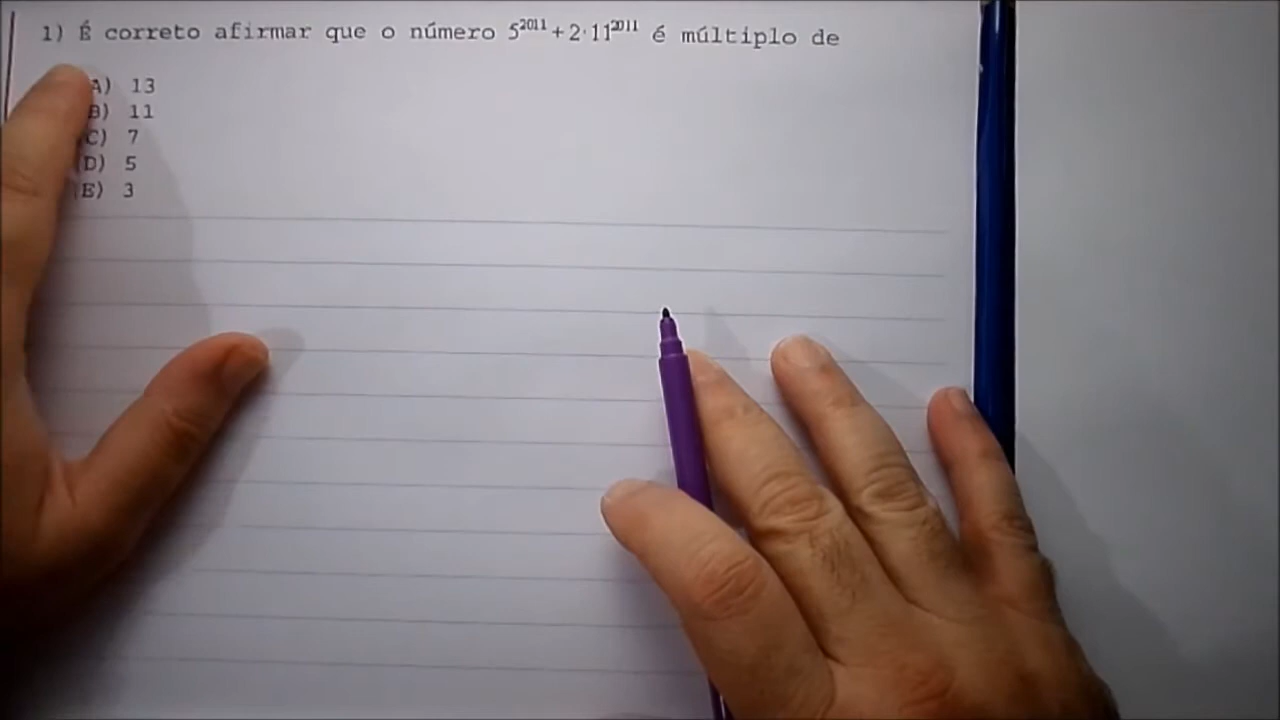 1) É correto afirmar que o número 5²⁰¹¹+2·11²⁰¹¹ é múltiplo de
A) 13
B) 11
(C) 7
(D) 5
(E) 3